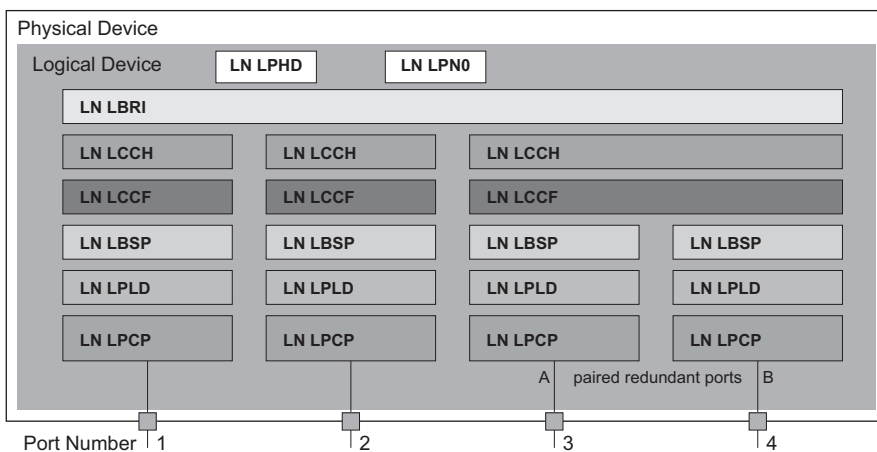 Physical Device
Logical Device LN LPHD LN LPN0
LN LBRI
LN LCCH LN LCCH LN LCCH
LN LCCF LN LCCF LN LCCF
LN LBSP LN LBSP LN LBSP LN LBSP
LN LPLD LN LPLD LN LPLD LN LPLD
LN LPCP LN LPCP LN LPCP LN LPCP
A paired redundant ports B
Port Number 1 2 3 4